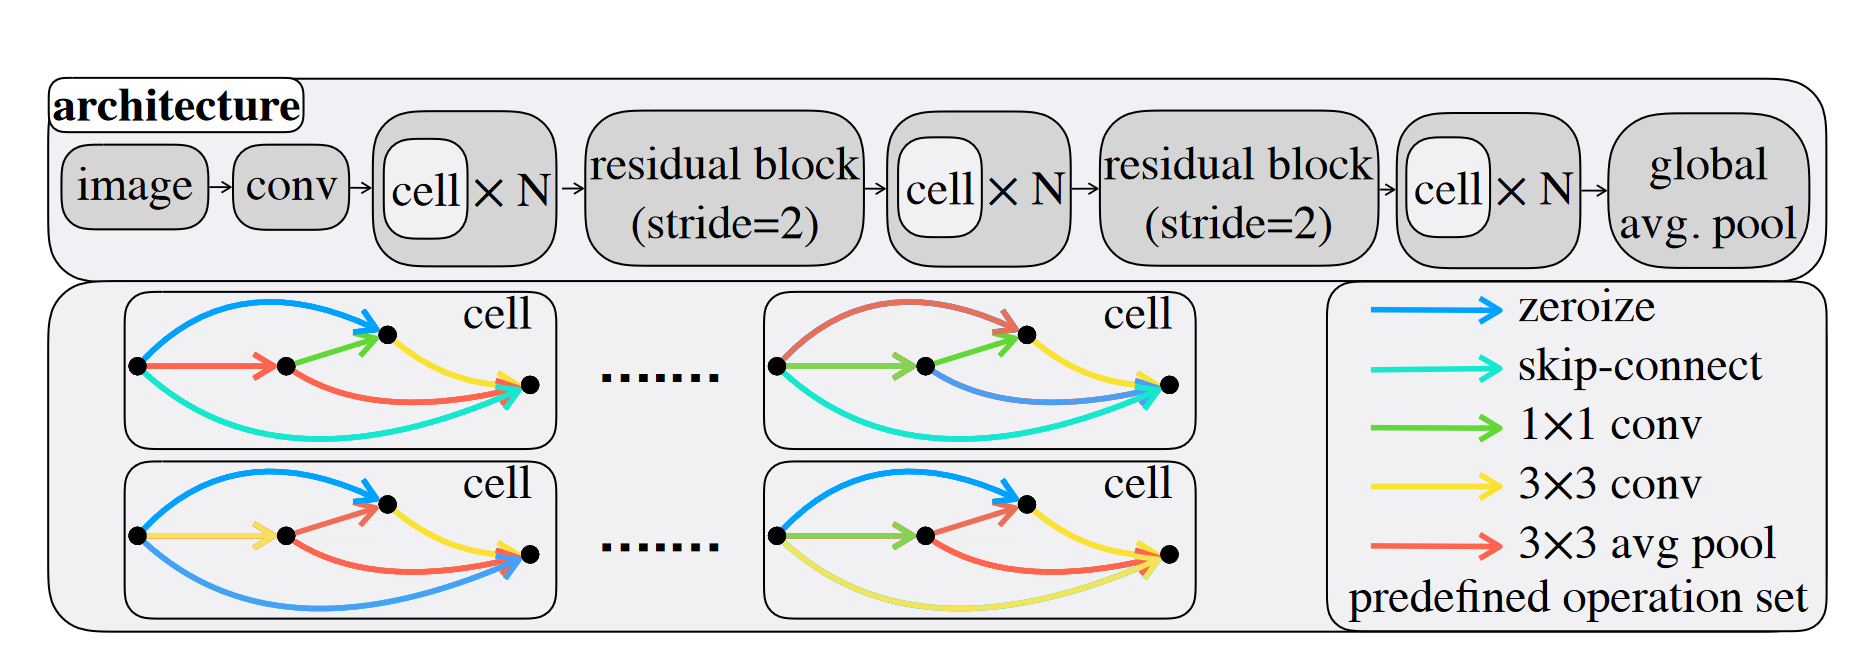 architecture
image
conv
cell × N
residual block
(stride=2)
cell × N
residual block
(stride=2)
cell × N
global
avg. pool
cell
.......
cell
cell
.......
cell
zeroize
skip-connect
1×1 conv
3×3 conv
3×3 avg pool
predefined operation set